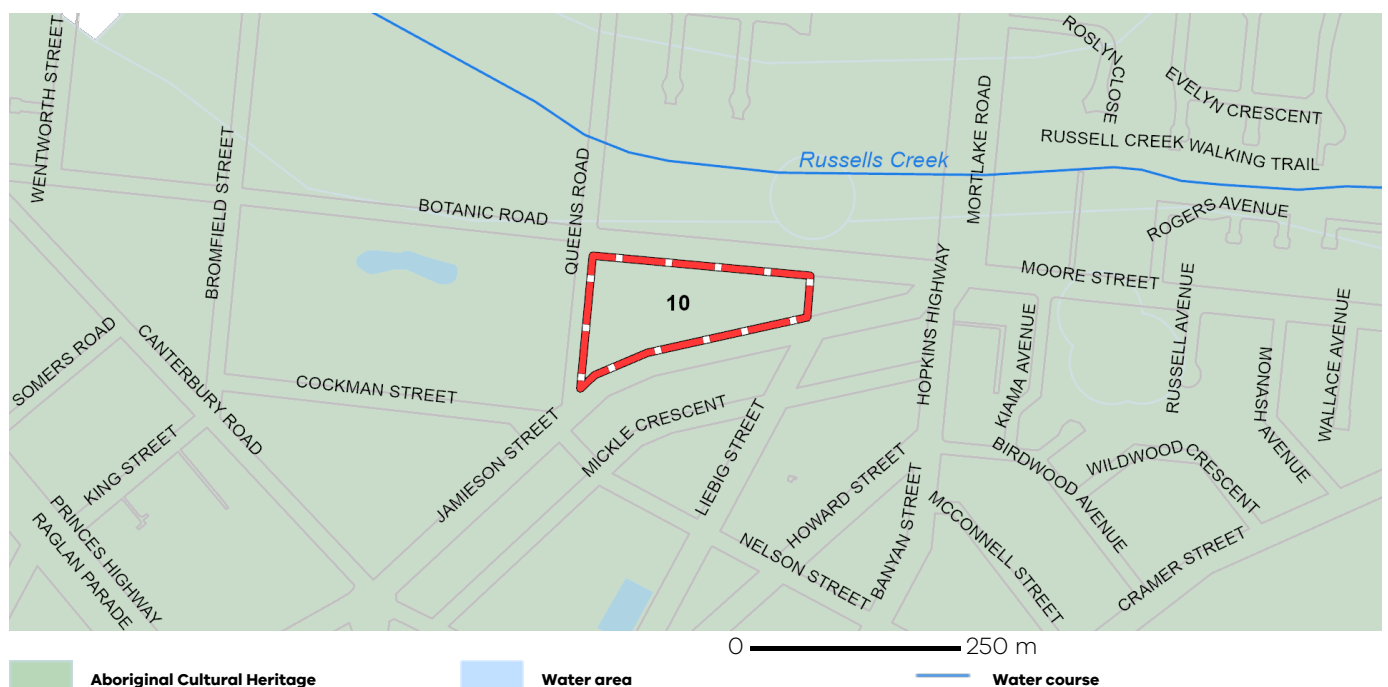 WENTWORTH STREET
BROMFIELD STREET
BOTANIC ROAD
QUEENS ROAD
Russells Creek
MORTLAKE ROAD
ROSLYN CLOSE
EVELYN CRESCENT
RUSSELL CREEK WALKING TRAIL
ROGERS AVENUE
MOORE STREET
HOPKINS HIGHWAY
KIAMA AVENUE
RUSSELL AVENUE
MONASH AVENUE
WALLACE AVENUE
10
SOMERS ROAD
CANTERBURY ROAD
COCKMAN STREET
KING STREET
PRINCES HIGHWAY
RAGLAN PARADE
JAMIESON STREET
MICKLE CRESCENT
LIEBIG STREET
HOWARD STREET
BANYAN STREET
NELSON STREET
MCCONNELL STREET
BIRDWOOD AVENUE
WILDWOOD CRESCENT
CRAMER STREET
0 250 m
Aboriginal Cultural Heritage
Water area
Water course